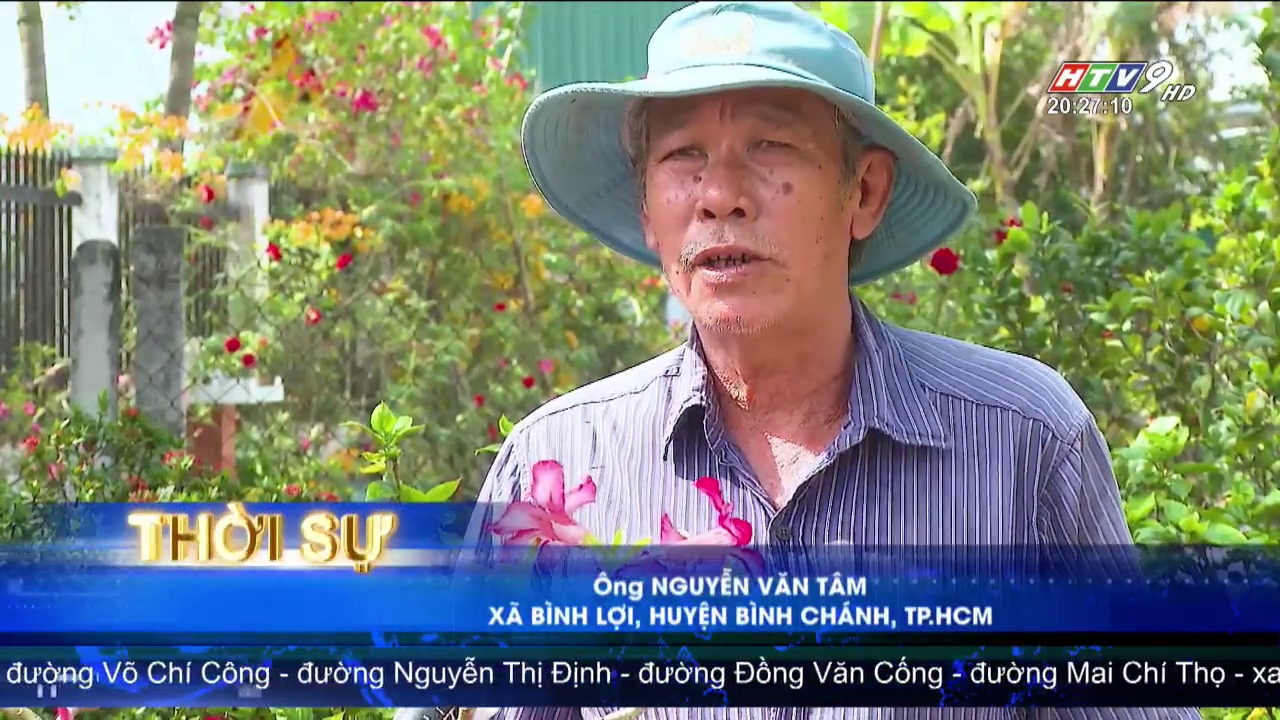 HTV9 HD
20:27:10
THỜI SỰ
Ông NGUYỄN VĂN TÂM
XÃ BÌNH LỢI, HUYỆN BÌNH CHÁNH, TP.HCM
đường Võ Chí Công - đường Nguyễn Thị Định - đường Đồng Văn Cống - đường Mai Chí Thọ - xa